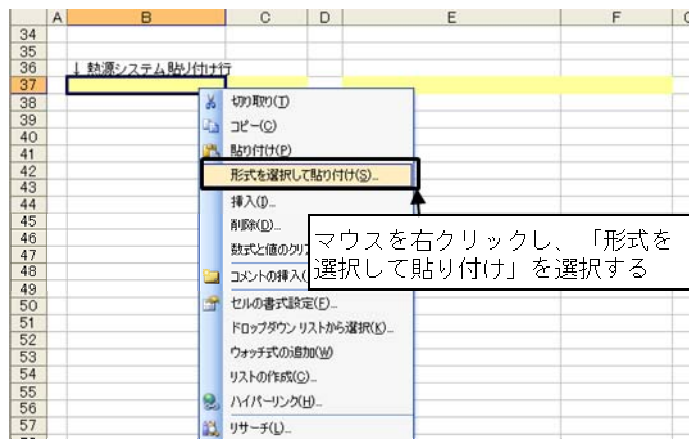 A B C D E F
34
35
36 ↓ 熱源システム貼り付け行
37
38 切り取り(T)
39
コピー(C)
40
41 貼り付け(P)
42 形式を選択して貼り付け(S)...
43
44 挿入(I)...
45 削除(D)...
46
47 数式と値のクリ
48 コメントの挿入(
49
50 セルの書式設定(F)...
51 ドロップダウン リストから選択(K)...
52
53 ウォッチ式の追加(W)
54 リストの作成(C)...
55
56 ハイパーリンク(H)...
57 リサーチ(L)...
マウスを右クリックし、「形式を
選択して貼り付け」を選択する